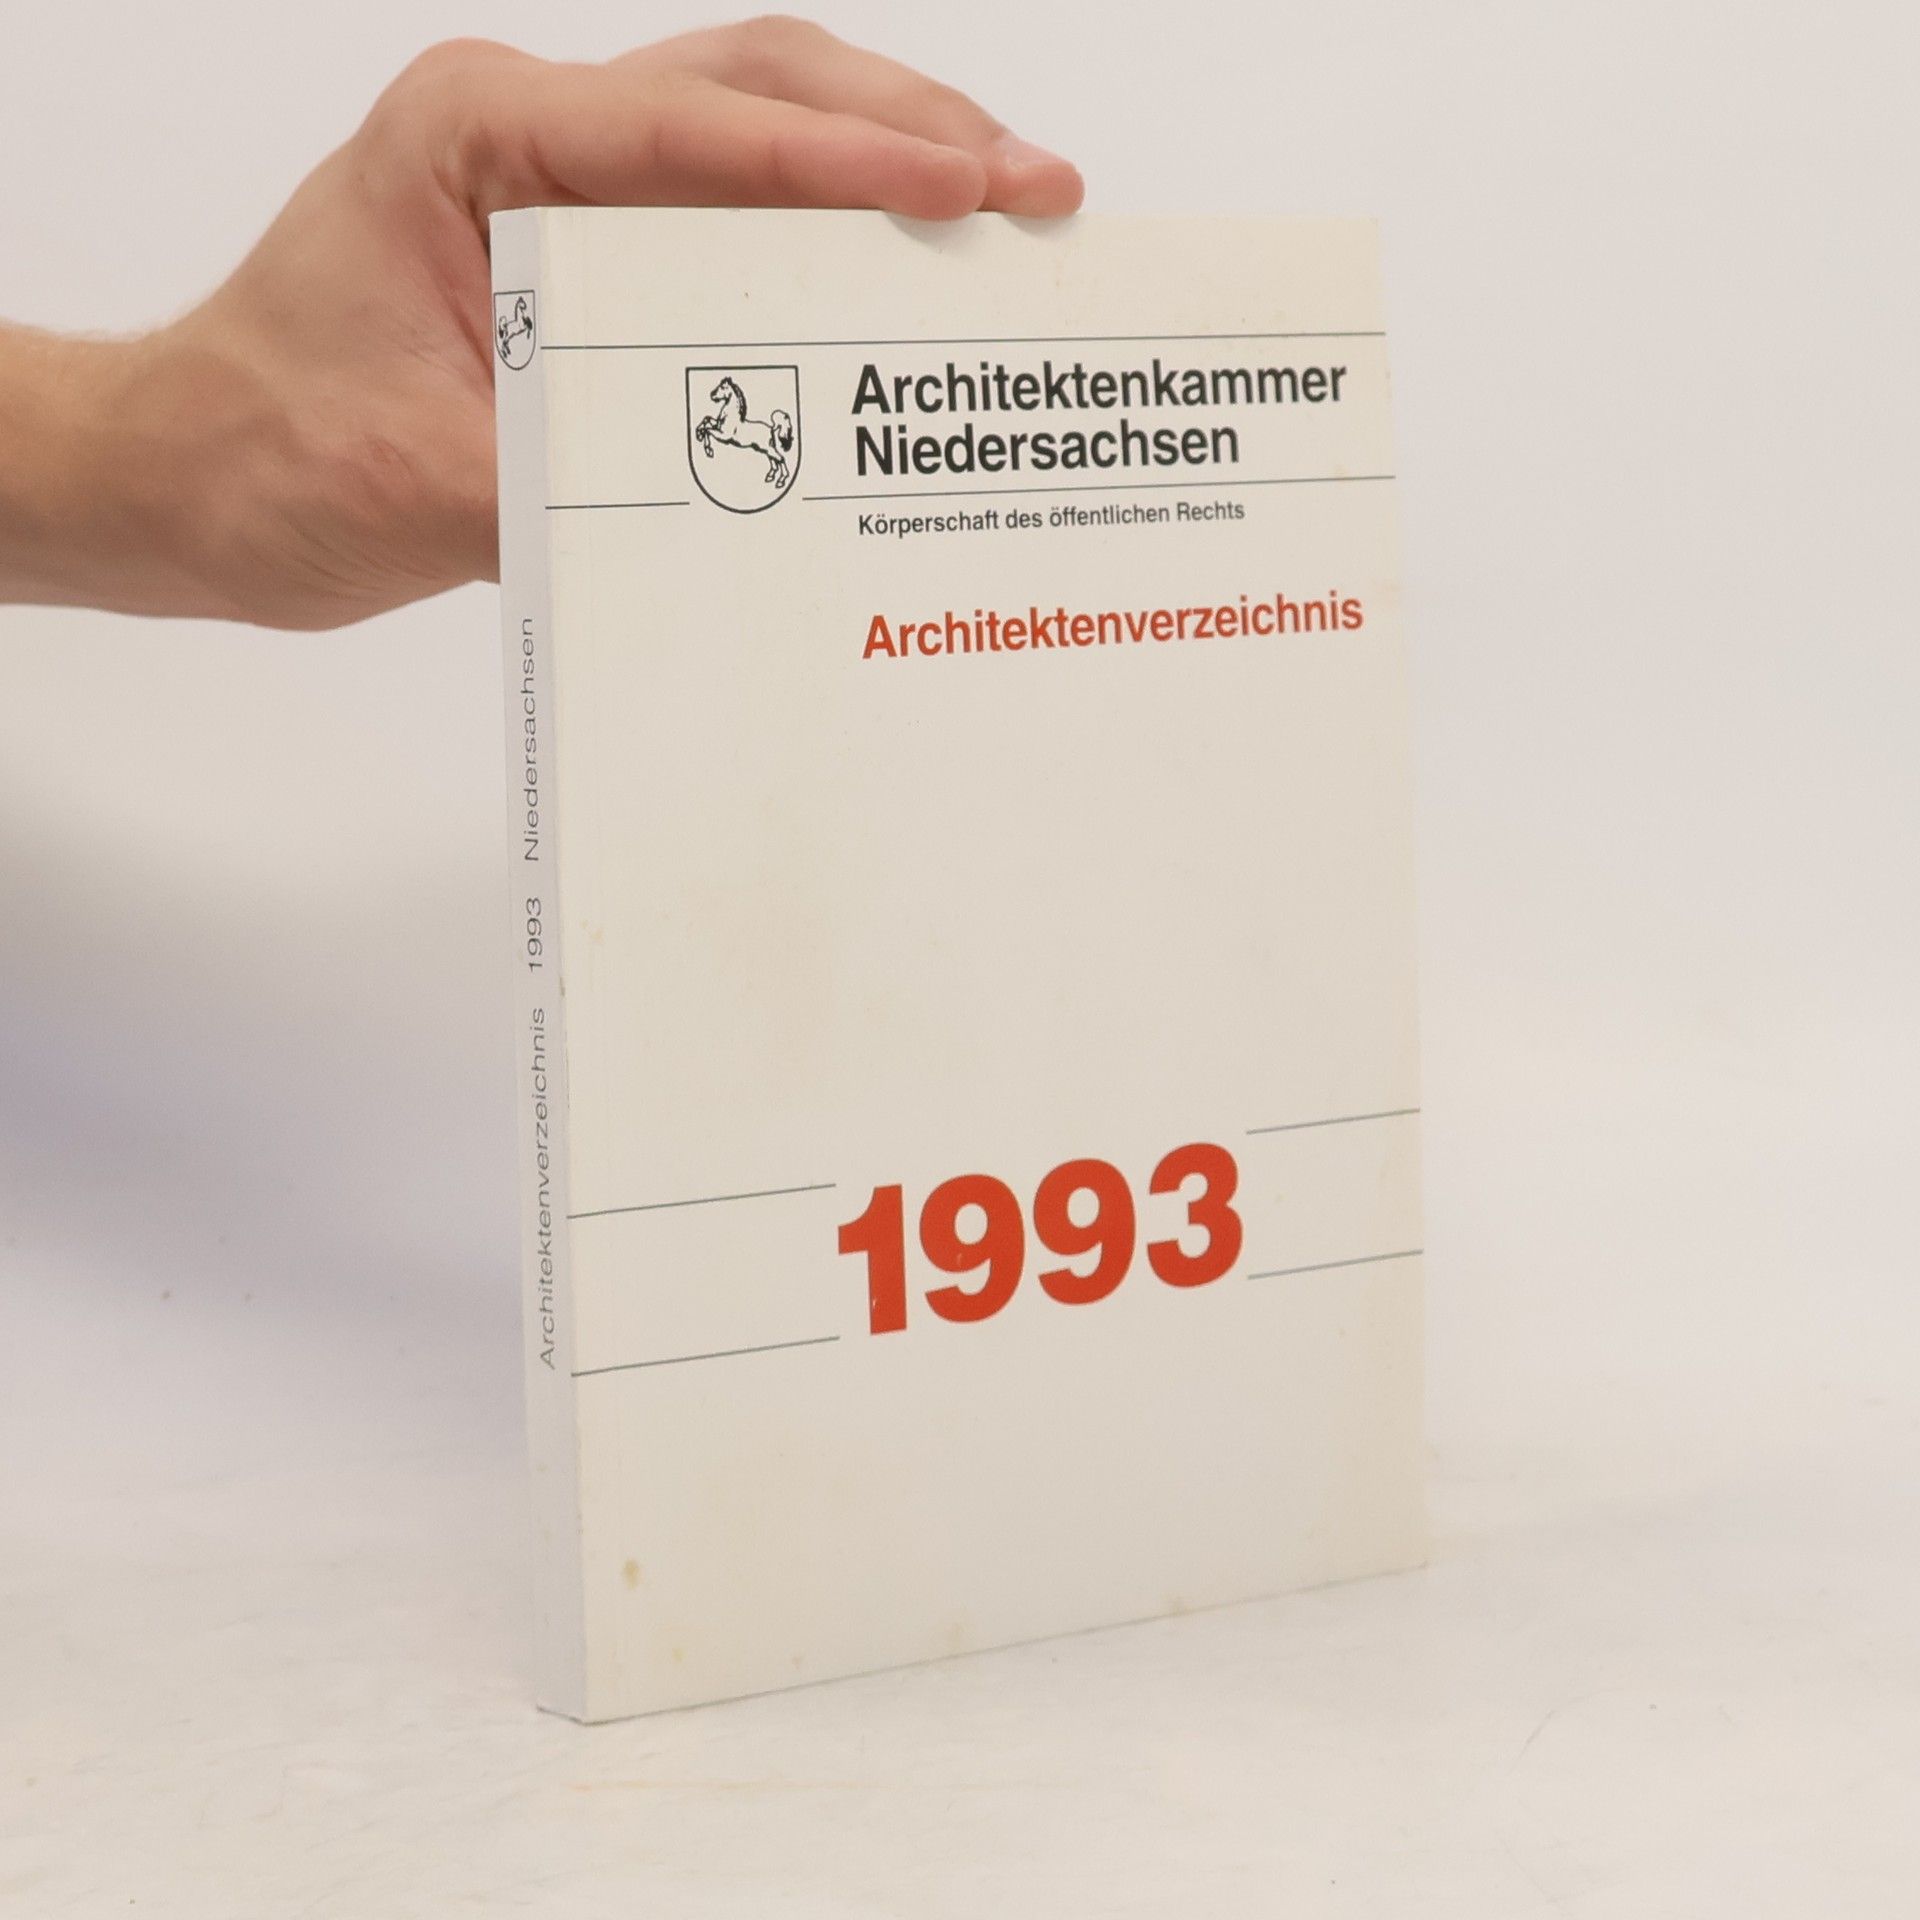 Architektenkammer
Niedersachsen
Körperschaft des öffentlichen Rechts
Architektenverzeichnis
1993
Architektenverzeichnis 1993 Niedersachsen